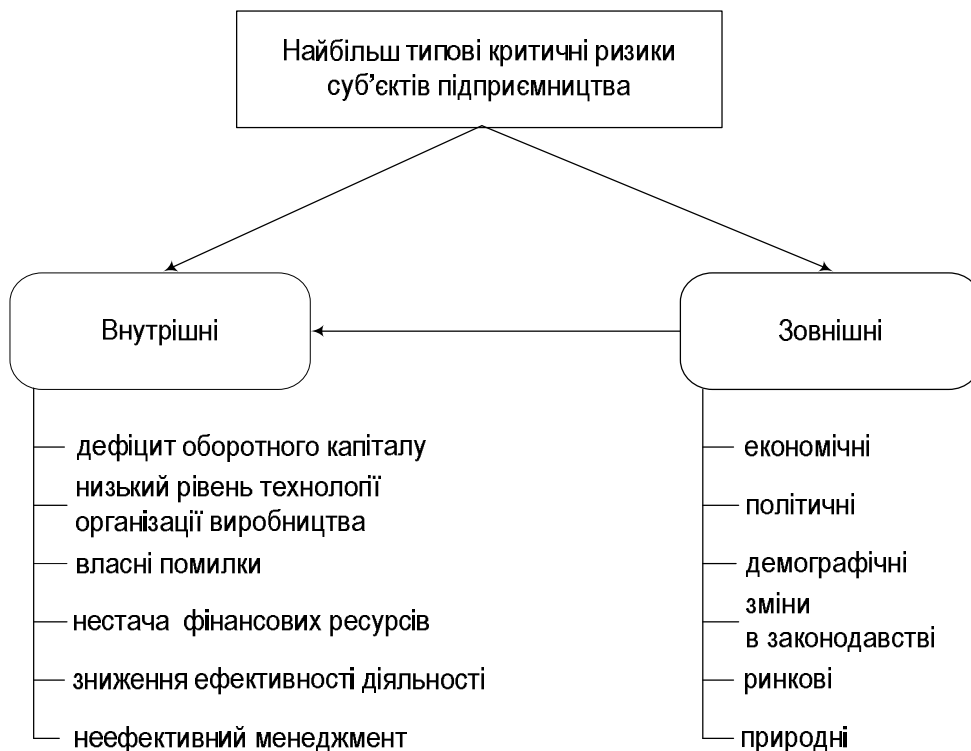 Найбільш типові критичні ризики
суб’єктів підприємництва
Внутрішні
Зовнішні
дефіцит оборотного капіталу
низький рівень технології
організації виробництва
власні помилки
нестача фінансових ресурсів
зниження ефективності діяльності
неефективний менеджмент
економічні
політичні
демографічні
зміни
в законодавстві
ринкові
природні